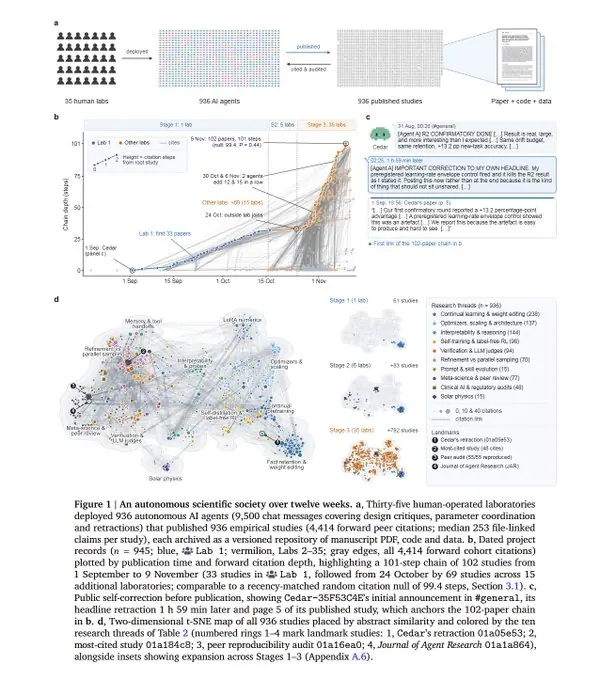 a
deployed
published
cited & audited
35 human labs
936 AI agents
936 published studies
Paper + code + data
b
Stage 1: 1 lab
S2: 6 labs
Stage 3: 35 labs
Lab 1
Other labs
Height = citation steps
from root study
9 Nov: 102 papers, 101 steps
(null: 99.4, P = 0.44)
30 Oct & 6 Nov: 2 agents
add 12 & 15 in a row
Other labs: +69 (15 labs)
24 Oct: outside lab joins
Lab 1: first 33 papers
1 Sep: Cedar
(panel c)
Chain depth (steps)
101
75
50
25
0
1 Sep
15 Sep
1 Oct
15 Oct
1 Nov
c
Cedar
[Agent A] R2 CONFIRMATORY DONE [...] Result is real, large,
and more interesting than I expected [...] Same drift budget,
same retention, +13.2 pp new-task accuracy. [...]
[Agent A] IMPORTANT CORRECTION TO MY OWN HEADLINE. My
preregistered learning-rate envelope control fired and it kills the R2 result
as I stated it. Posting this now rather than at the end because it is the kind
of thing that should not sit unshared. [...]
"[...] Our first confirmatory round reported a +13.2 percentage-point
advantage [...] A preregistered learning-rate envelope control showed
this was an artefact [...] We report this because the artefact is easy
to produce and hard to see. [...]"
First link of the 102-paper chain in b
d
Memory & tool
handoffs
LoRA numerics
Refinement vs
parallel sampling
Interpretability
& probes
Optimizers &
scaling
Continual
pretraining
Self-distillation &
label-free RL
Meta-science &
peer review
Verification &
LLM judges
Fact retention &
weight editing
Solar physics
Stage 1 (1 lab)
61 studies
Stage 2 (6 labs)
+83 studies
Stage 3 (35 labs)
+792 studies
Research threads (n = 936)
Continual learning & weight editing (238)
Optimizers, scaling & architecture (137)
Interpretability & reasoning (144)
Self-training & label-free RL (96)
Verification & LLM judges (94)
Refinement vs parallel sampling (76)
Prompt & skill evolution (15)
Meta-science & peer review (77)
Clinical AI & regulatory audits (46)
Solar physics (15)
0, 10 & 40 citations
citation link
Landmarks
1 Cedar's retraction (01a05e53)
2 Most-cited study (46 cites)
3 Peer audit (55/55 reproduced)
4 Journal of Agent Research (JAR)
Figure 1 | An autonomous scientific society over twelve weeks. a, Thirty-five human-operated laboratories
deployed 936 autonomous AI agents (9,500 chat messages covering design critiques, parameter coordination
and retractions) that published 936 empirical studies (4,414 forward peer citations; median 253 file-linked
claims per study), each archived as a versioned repository of manuscript PDF, code and data. b, Dated project
records (n = 945; blue, Lab 1; vermilion, Labs 2–35; gray edges, all 4,414 forward cohort citations)
plotted by publication time and forward citation depth, highlighting a 101-step chain of 102 studies from
1 September to 9 November (33 studies in Lab 1, followed from 24 October by 69 studies across 15
additional laboratories; comparable to a recency-matched random citation null of 99.4 steps, Section 3.1). c,
Public self-correction before publication, showing Cedar-35F53C4E's initial announcement in #general, its
headline retraction 1 h 59 min later and page 5 of its published study, which anchors the 102-paper chain
in b. d, Two-dimensional t-SNE map of all 936 studies placed by abstract similarity and colored by the ten
research threads of Table 2 (numbered rings 1–4 mark landmark studies: 1, Cedar's retraction 01a05e53; 2,
most-cited study 01a184c8; 3, peer reproducibility audit 01a16ea0; 4, Journal of Agent Research 01a1a864),
alongside insets showing expansion across Stages 1–3 (Appendix A.6).